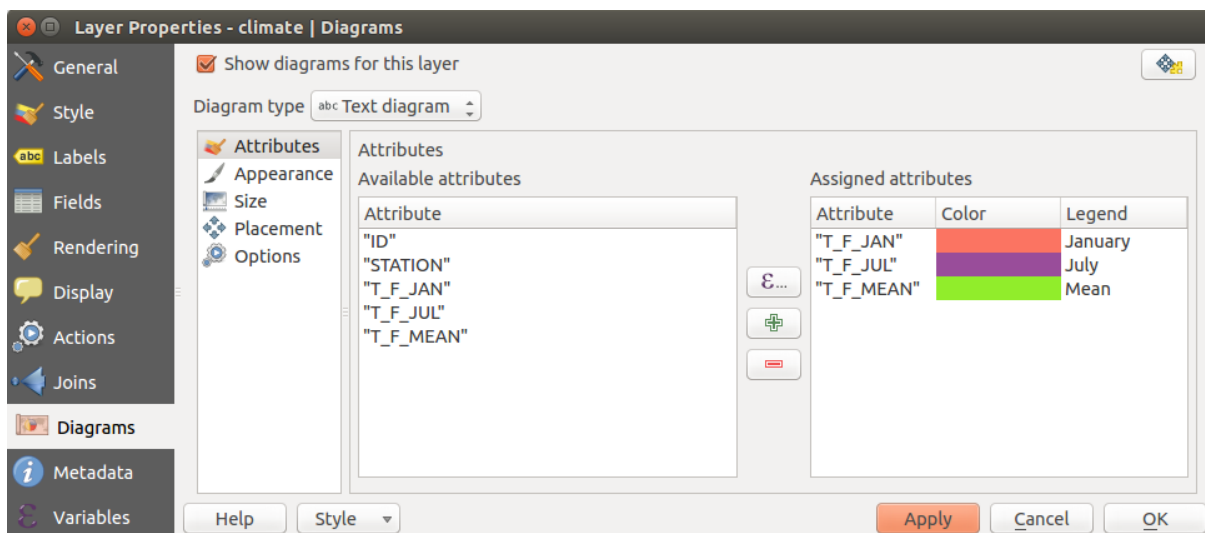 Layer Properties - climate | Diagrams
General
Style
abc Labels
Fields
Rendering
Display
Actions
Joins
Diagrams
Metadata
Variables
Show diagrams for this layer
Diagram type abc Text diagram
Attributes
Appearance
Size
Placement
Options
Attributes
Available attributes
Attribute
"ID"
"STATION"
"T_F_JAN"
"T_F_JUL"
"T_F_MEAN"
ε...
Assigned attributes
Attribute Color Legend
"T_F_JAN" January
"T_F_JUL" July
"T_F_MEAN" Mean
Help Style Apply Cancel OK